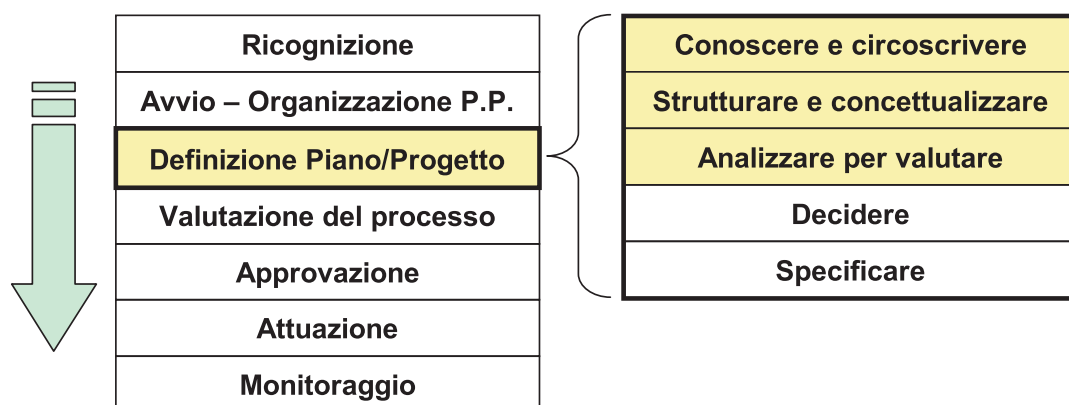 Ricognizione
Avvio – Organizzazione P.P.
Definizione Piano/Progetto
Valutazione del processo
Approvazione
Attuazione
Monitoraggio
Conoscere e circoscrivere
Strutturare e concettualizzare
Analizzare per valutare
Decidere
Specificare